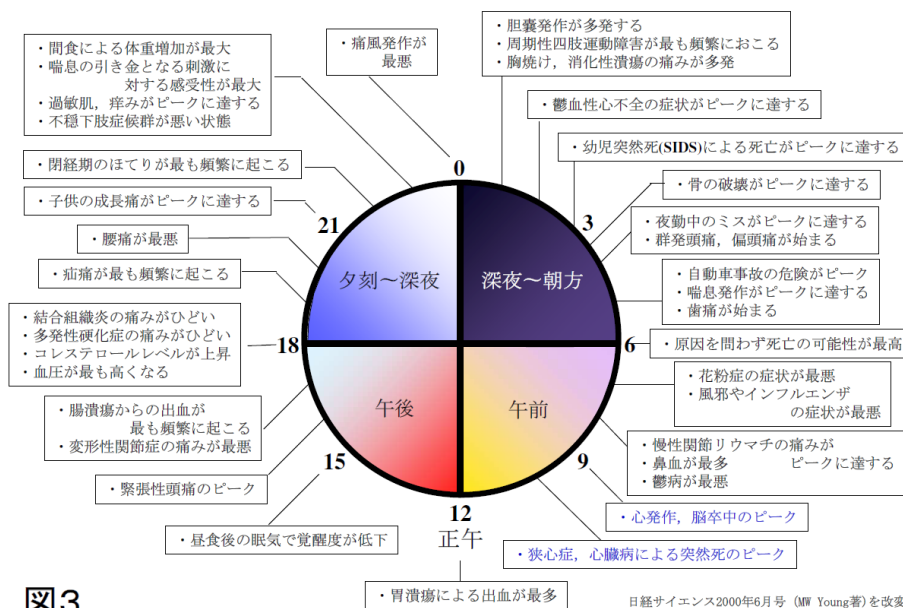 ・間食による体重増加が最大
・喘息の引き金となる刺激に
対する感受性が最大
・過敏肌，痒みがピークに達する
・不穏下肢症候群が悪い状態
・痛風発作が
最悪
・胆嚢発作が多発する
・周期性四肢運動障害が最も頻繁におこる
・胸焼け，消化性潰瘍の痛みが多発
・鬱血性心不全の症状がピークに達する
・幼児突然死(SIDS)による死亡がピークに達する
・閉経期のほてりが最も頻繁に起こる
0
・骨の破壊がピークに達する
・子供の成長痛がピークに達する
21
3
・夜勤中のミスがピークに達する
・群発頭痛，偏頭痛が始まる
・腰痛が最悪
・疝痛が最も頻繁に起こる
夕刻～深夜
深夜～朝方
・自動車事故の危険がピーク
・喘息発作がピークに達する
・歯痛が始まる
・結合組織炎の痛みがひどい
・多発性硬化症の痛みがひどい
・コレステロールレベルが上昇
・血圧が最も高くなる
18
6
・原因を問わず死亡の可能性が最高
・花粉症の症状が最悪
・風邪やインフルエンザ
の症状が最悪
・腸潰瘍からの出血が
最も頻繁に起こる
・変形性関節症の痛みが最悪
午後
午前
・慢性関節リウマチの痛みが
・鼻血が最多 ピークに達する
・鬱病が最悪
15
9
・緊張性頭痛のピーク
・心発作，脳卒中のピーク
12
正午
・昼食後の眠気で覚醒度が低下
・狭心症，心臓病による突然死のピーク
・胃潰瘍による出血が最多
図3
日経サイエンス2000年6月号 (MW Young著)を改変